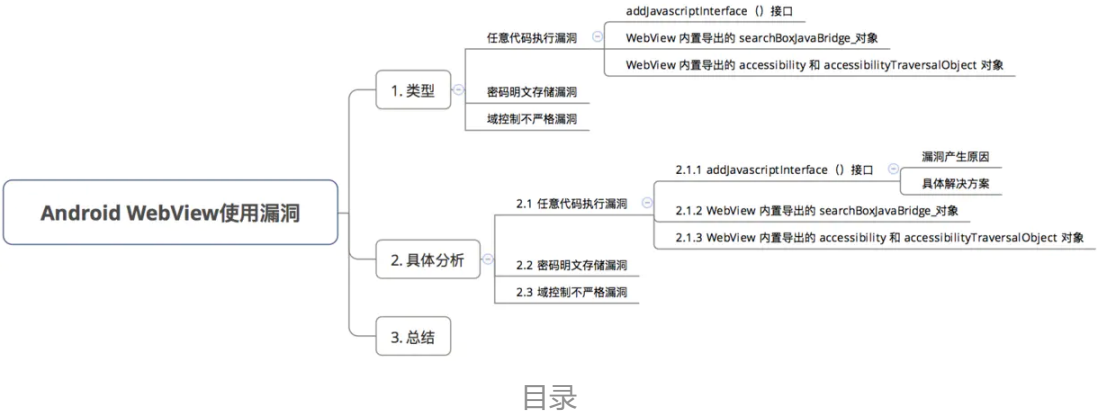 Android WebView使用漏洞
1. 类型
任意代码执行漏洞
addJavascriptInterface（）接口
WebView 内置导出的 searchBoxJavaBridge_对象
WebView 内置导出的 accessibility 和 accessibilityTraversalObject 对象
密码明文存储漏洞
域控制不严格漏洞
2. 具体分析
2.1 任意代码执行漏洞
2.1.1 addJavascriptInterface（）接口
漏洞产生原因
具体解决方案
2.1.2 WebView 内置导出的 searchBoxJavaBridge_对象
2.1.3 WebView 内置导出的 accessibility 和 accessibilityTraversalObject 对象
2.2 密码明文存储漏洞
2.3 域控制不严格漏洞
3. 总结
目录